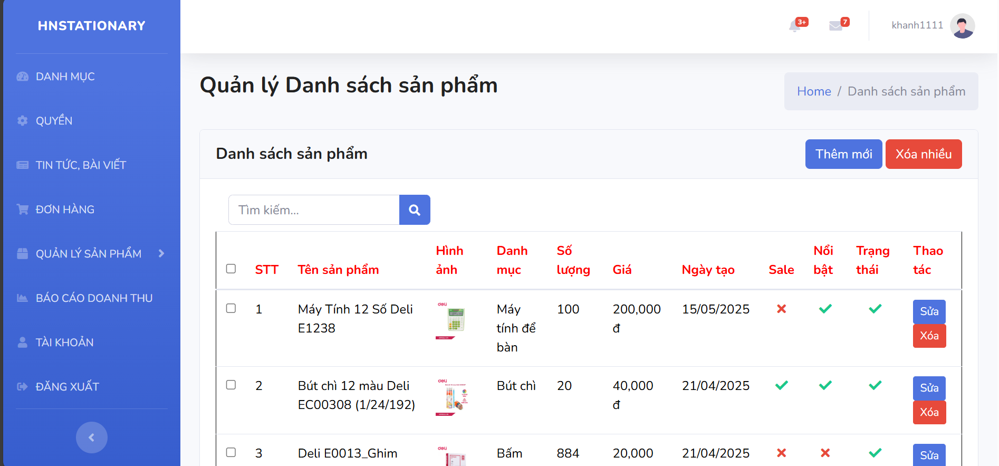 HNSTATIONARY
3+
7
khanh1111
DANH MỤC
QUYỀN
TIN TỨC, BÀI VIẾT
ĐƠN HÀNG
QUẢN LÝ SẢN PHẨM
BÁO CÁO DOANH THU
TÀI KHOẢN
ĐĂNG XUẤT
Quản lý Danh sách sản phẩm
Home / Danh sách sản phẩm
Danh sách sản phẩm
Thêm mới
Xóa nhiều
Tìm kiếm...
STT
Tên sản phẩm
Hình
ảnh
Danh
mục
Số
lượng
Giá
Ngày tạo
Sale
Nổi
bật
Trạng
thái
Thao
tác
1
Máy Tính 12 Số Deli
E1238
deli
Máy
tính để
bàn
100
200,000
đ
15/05/2025
Sửa
Xóa
2
Bút chì 12 màu Deli
EC00308 (1/24/192)
deli
Bút chì
20
40,000
đ
21/04/2025
Sửa
Xóa
3
Deli E0013_Ghim
deli
Bấm
884
20,000
21/04/2025
Sửa